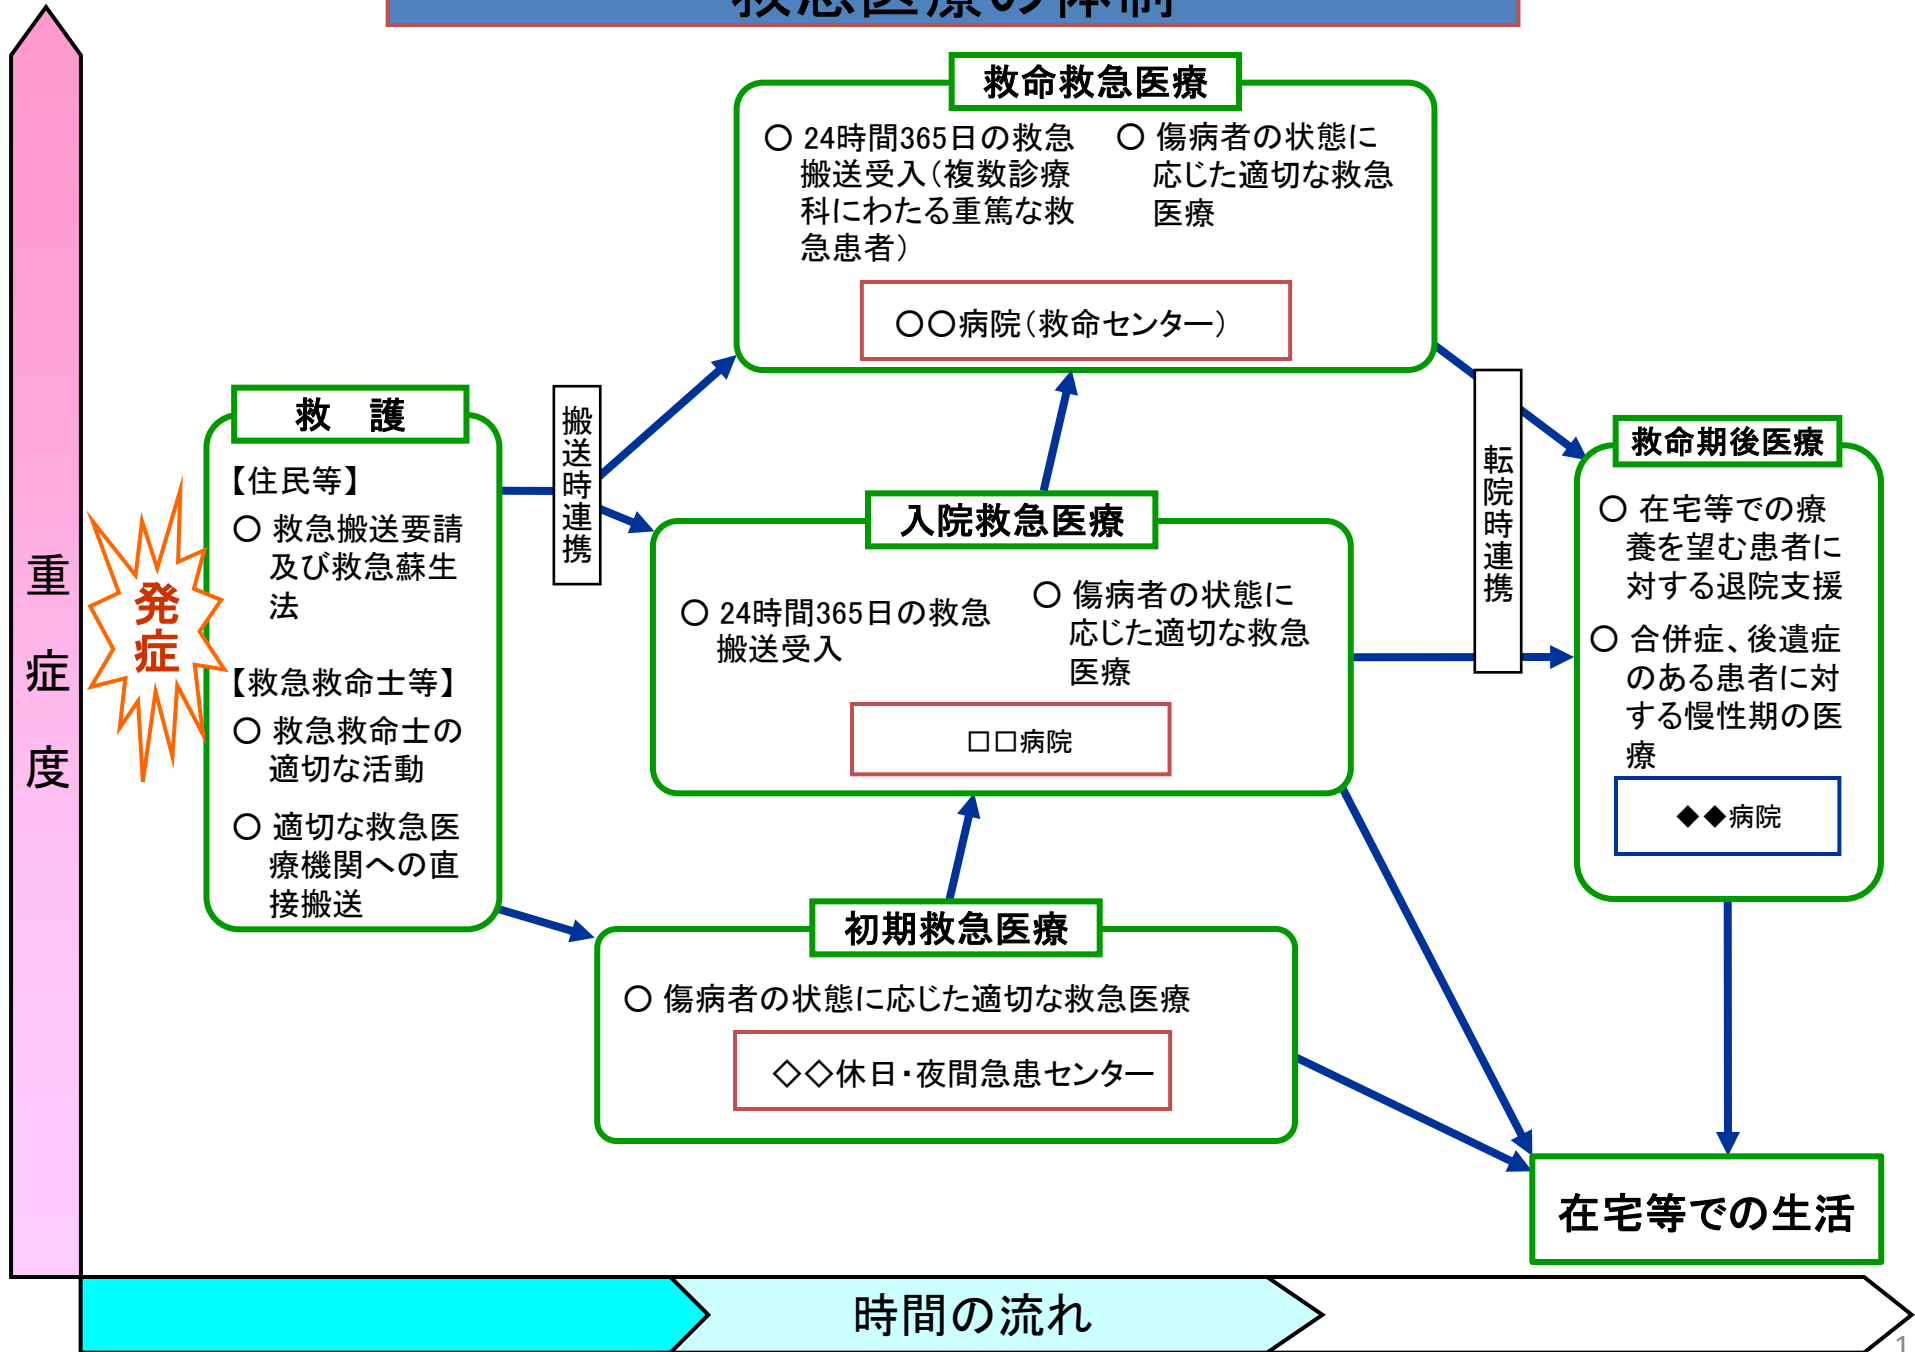 救急医療の体制
救命救急医療
○ 24時間365日の救急
搬送受入（複数診療
科にわたる重篤な救
急患者）
○ 傷病者の状態に
応じた適切な救急
医療
○○病院（救命センター）
救　護
【住民等】
○ 救急搬送要請
及び救急蘇生
法
【救急救命士等】
○ 救急救命士の
適切な活動
○ 適切な救急医
療機関への直
接搬送
発
症
搬送時連携
入院救急医療
○ 24時間365日の救急
搬送受入
○ 傷病者の状態に
応じた適切な救急
医療
□□病院
転院時連携
救命期後医療
○ 在宅等での療
養を望む患者に
対する退院支援
○ 合併症、後遺症
のある患者に対
する慢性期の医
療
◆◆病院
初期救急医療
○ 傷病者の状態に応じた適切な救急医療
◇◇休日・夜間急患センター
在宅等での生活
重症度
時間の流れ
1